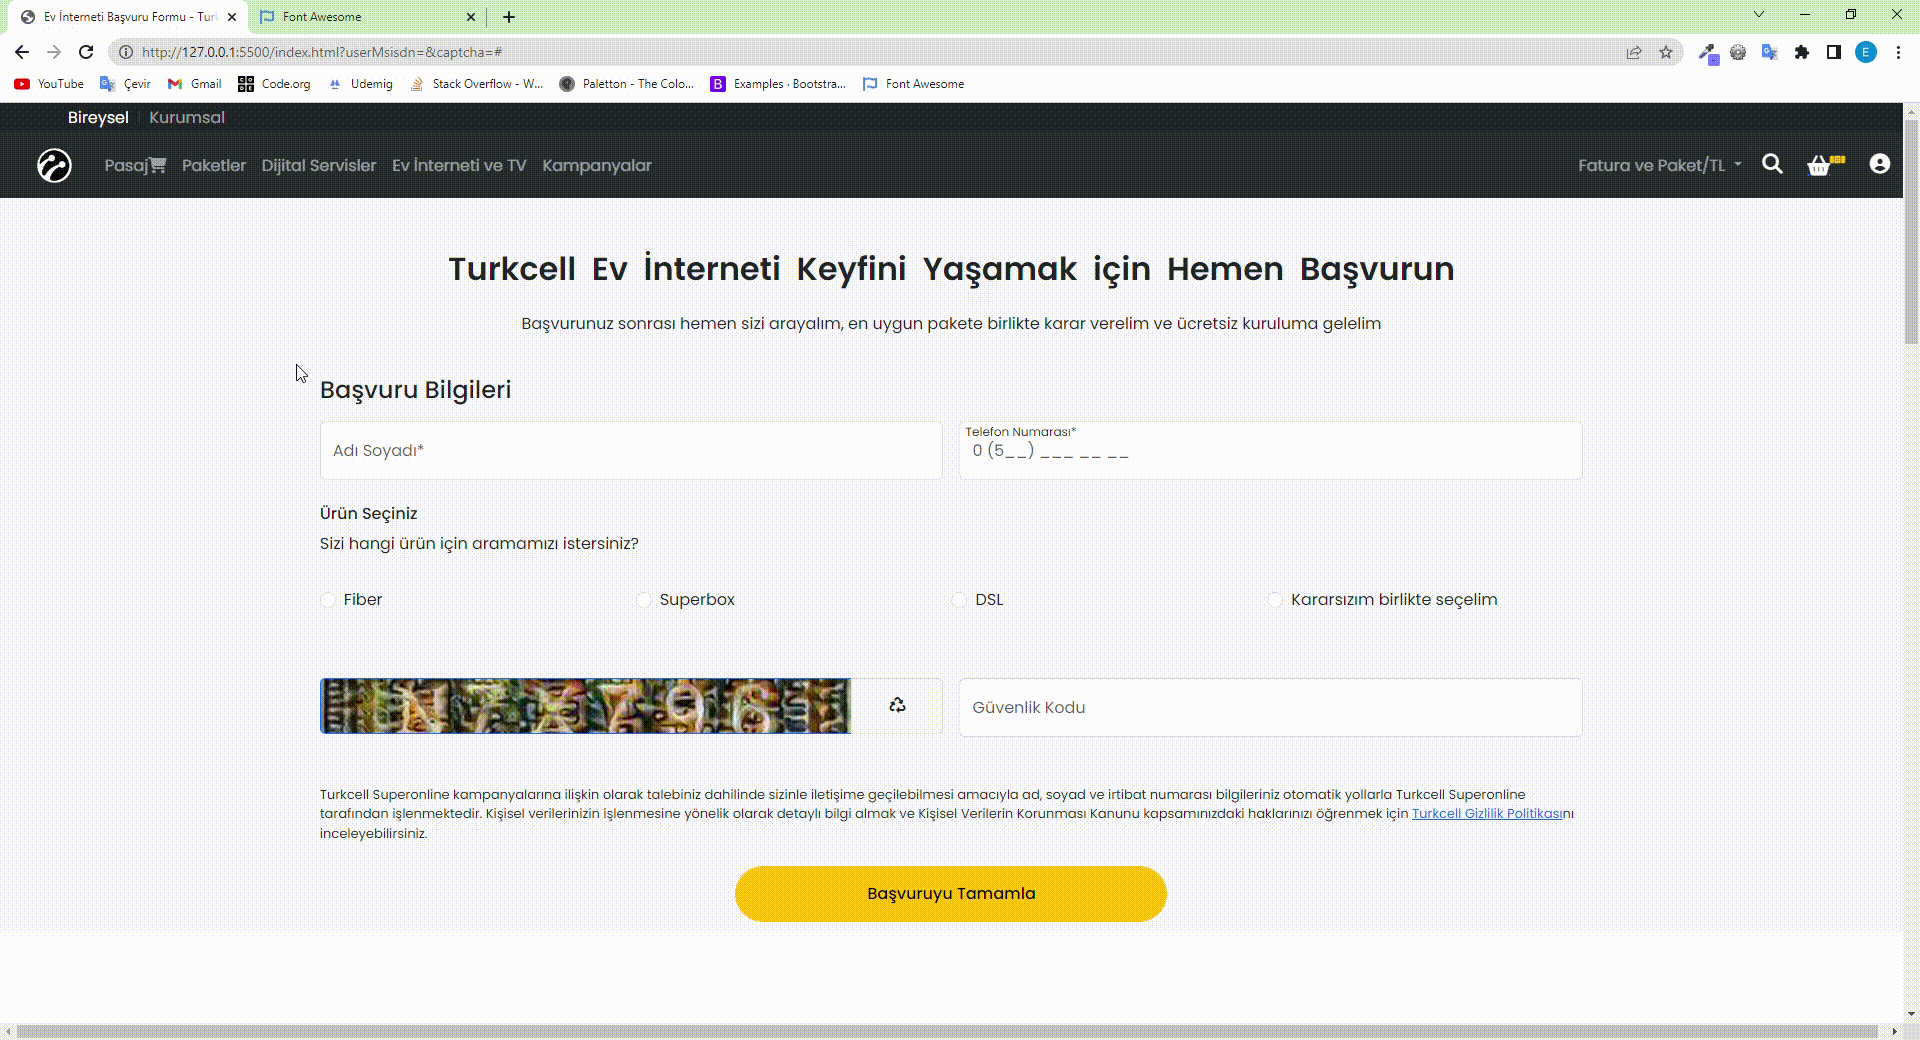 Ev İnterneti Başvuru Formu - Turk
Font Awesome
http://127.0.0.1:5500/index.html?userMsisdn=&captcha=#
E
YouTube
Çevir
Gmail
Code.org
Udemig
Stack Overflow - W...
Paletton - The Colo...
B
Examples · Bootstra...
Font Awesome
Bireysel
Kurumsal
Pasaj
Paketler
Dijital Servisler
Ev İnterneti ve TV
Kampanyalar
Fatura ve Paket/TL
Turkcell Ev İnterneti Keyfini Yaşamak için Hemen Başvurun
Başvurunuz sonrası hemen sizi arayalım, en uygun pakete birlikte karar verelim ve ücretsiz kuruluma gelelim
Başvuru Bilgileri
Adı Soyadı*
Telefon Numarası*
0 (5__) ___ __ __
Ürün Seçiniz
Sizi hangi ürün için aramamızı istersiniz?
Fiber
Superbox
DSL
Kararsızım birlikte seçelim
Güvenlik Kodu
Turkcell Superonline kampanyalarına ilişkin olarak talebiniz dahilinde sizinle iletişime geçilebilmesi amacıyla ad, soyad ve irtibat numarası bilgileriniz otomatik yollarla Turkcell Superonline
tarafından işlenmektedir. Kişisel verilerinizin işlenmesine yönelik olarak detaylı bilgi almak ve Kişisel Verilerin Korunması Kanunu kapsamınızdaki haklarınızı öğrenmek için Turkcell Gizlilik Politikasını
inceleyebilirsiniz.
Başvuruyu Tamamla